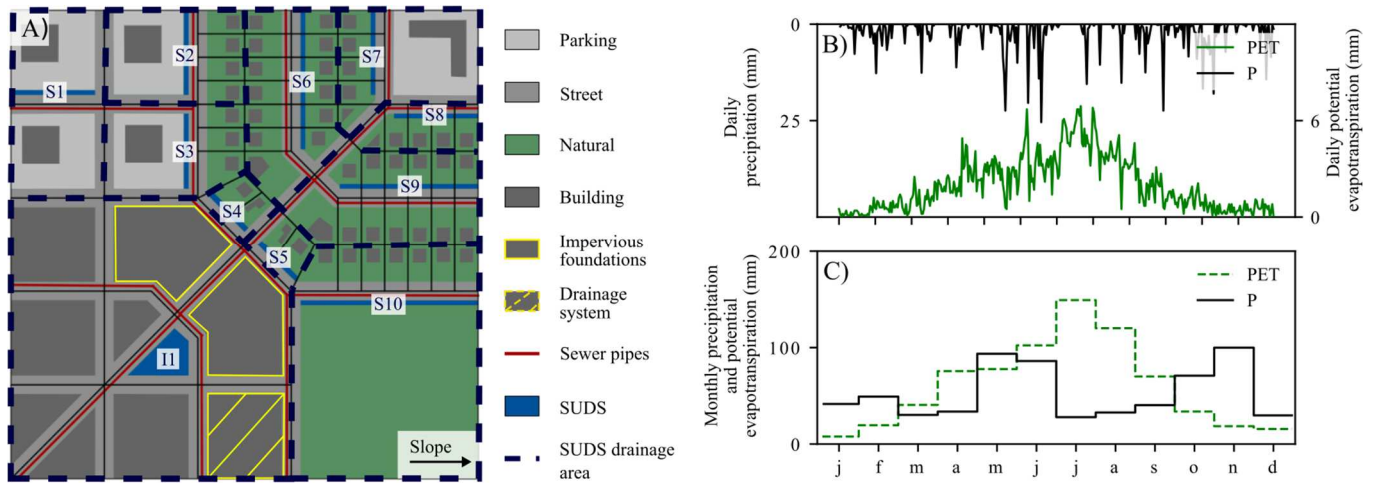 A)
S1
S2
S3
S4
S5
S6
S7
S8
S9
S10
I1
Slope
Parking
Street
Natural
Building
Impervious
foundations
Drainage
system
Sewer pipes
SUDS
SUDS drainage
area
B)
Daily
precipitation (mm)
0
25
PET
P
6
0
Daily potential
evapotranspiration (mm)
C)
Monthly precipitation
and potential
evapotranspiration (mm)
200
100
0
PET
P
j f m a m j j a s o n d